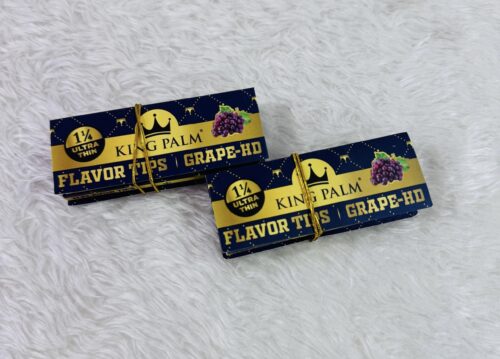 1¼
ULTRA
THIN
KING PALM®
FLAVOR TIPS | GRAPE-HD
1¼
ULTRA
THIN
KING PALM®
FLAVOR TIPS | GRAPE-HD